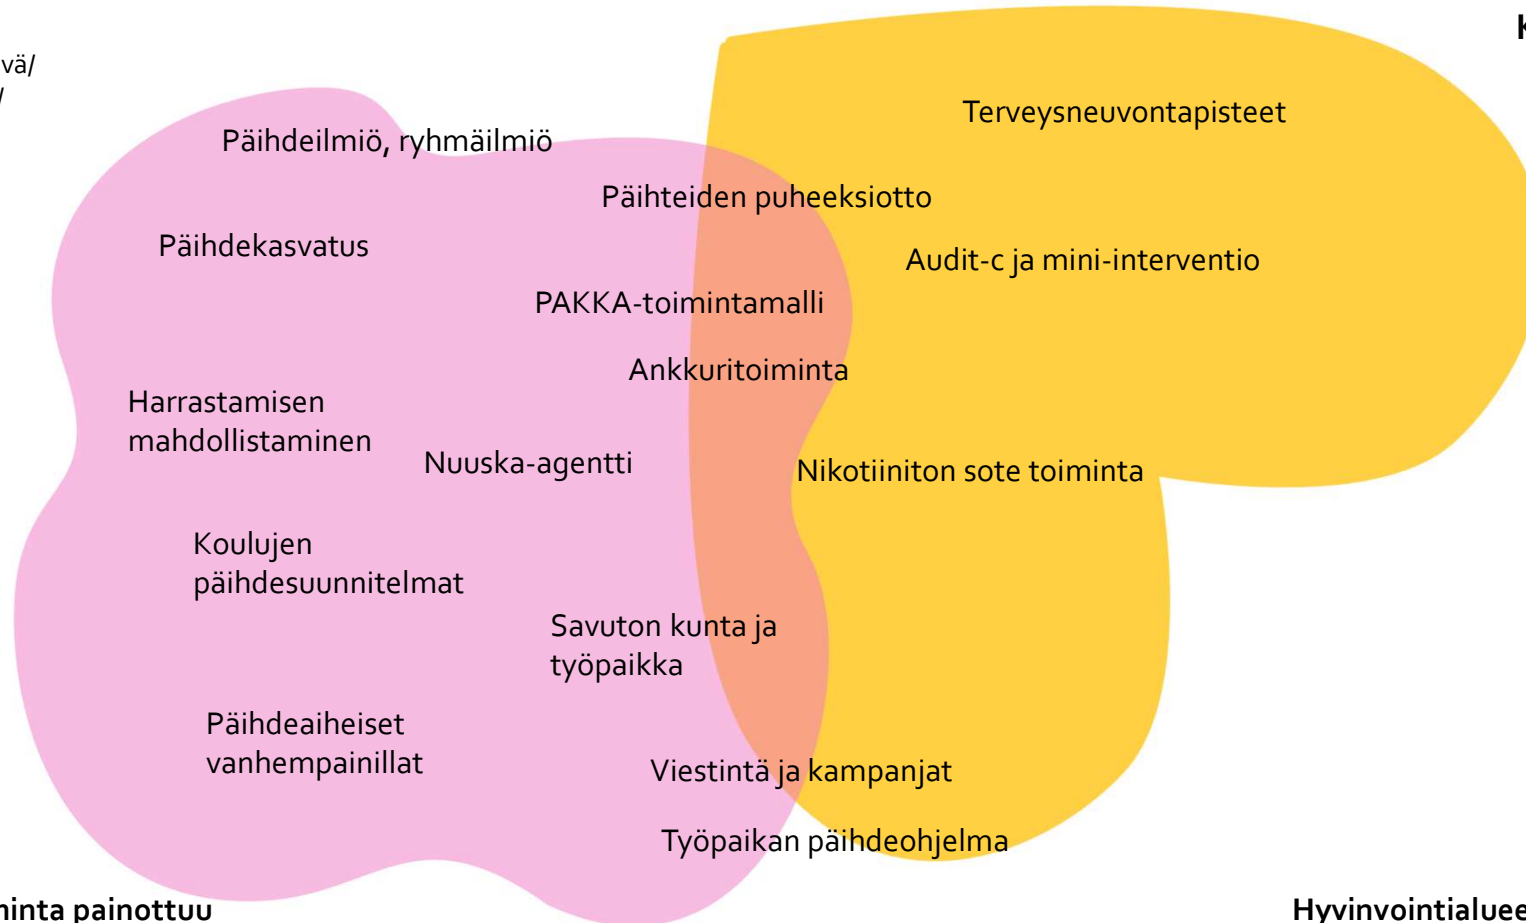 K
vä/
/
Terveysneuvontapisteet
Päihdeilmiö, ryhmäilmiö
Päihteiden puheeksiotto
Päihdekasvatus
Audit-c ja mini-interventio
PAKKA-toimintamalli
Ankkuritoiminta
Harrastamisen
mahdollistaminen
Nuuska-agentti
Nikotiiniton sote toiminta
Koulujen
päihdesuunnitelmat
Savuton kunta ja
työpaikka
Päihdeaiheiset
vanhempainillat
Viestintä ja kampanjat
Työpaikan päihdeohjelma
minta painottuu
Hyvinvointialuee